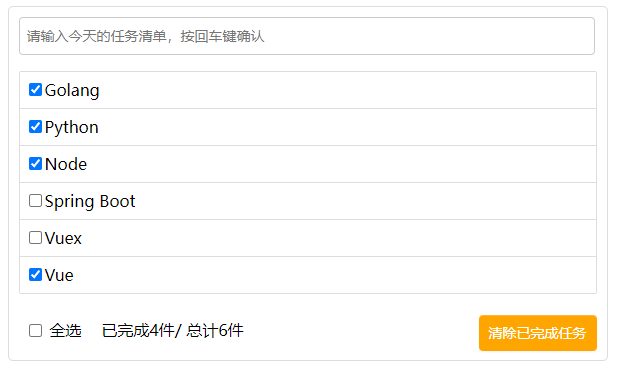 请输入今天的任务清单，按回车键确认
Golang
Python
Node
Spring Boot
Vuex
Vue
全选 已完成4件/ 总计6件 清除已完成任务